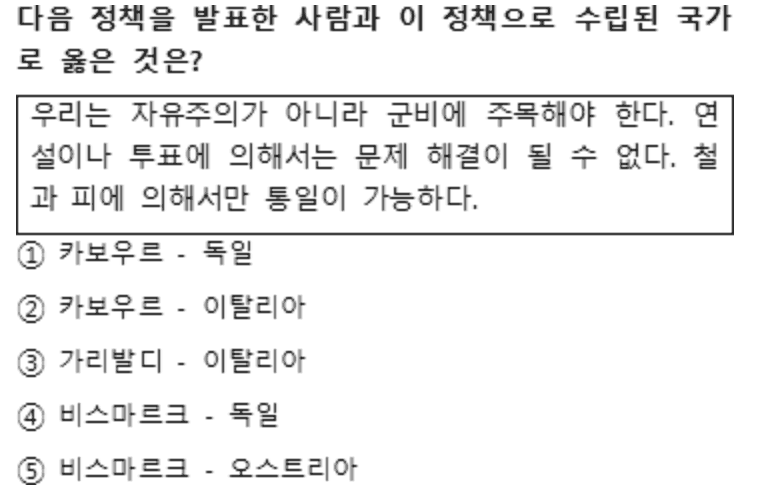 다음 정책을 발표한 사람과 이 정책으로 수립된 국가
로 옳은 것은?
우리는 자유주의가 아니라 군비에 주목해야 한다. 연
설이나 투표에 의해서는 문제 해결이 될 수 없다. 철
과 피에 의해서만 통일이 가능하다.
① 카보우르 - 독일
② 카보우르 - 이탈리아
③ 가리발디 - 이탈리아
④ 비스마르크 - 독일
⑤ 비스마르크 - 오스트리아